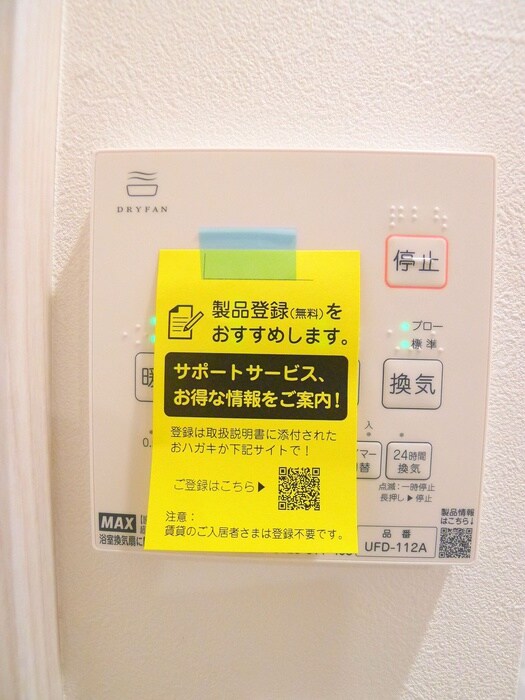 DRYFAN
停止
製品登録(無料)を
おすすめします。
ブロー
標準
サポートサービス、
お得な情報をご案内!
暖
換気
登録は取扱説明書に添付された
おハガキか下記サイトで!
入
24時間
換気
点滅:一時停止
長押し▶停止
ご登録はこちら▶
注意:
賃貸のご入居者さまは登録不要です。
MAX
浴室換気扇に
品番
UFD-112A
製品情報
はこちら↓